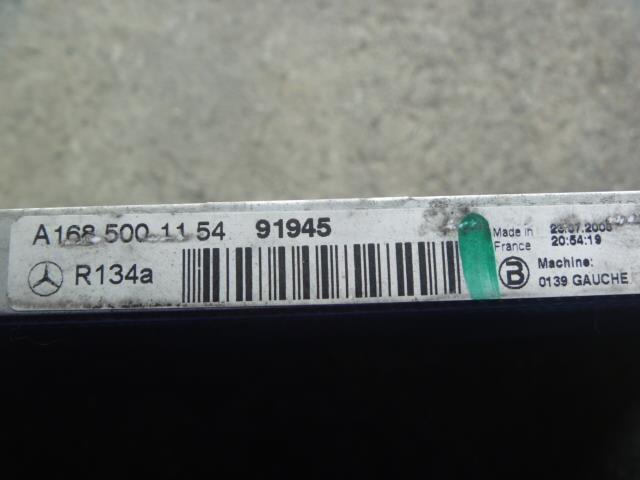 A168 500 11 54 91945
R134a
Made in
France
20:54:19
B
Machine:
0139 GAUCHE